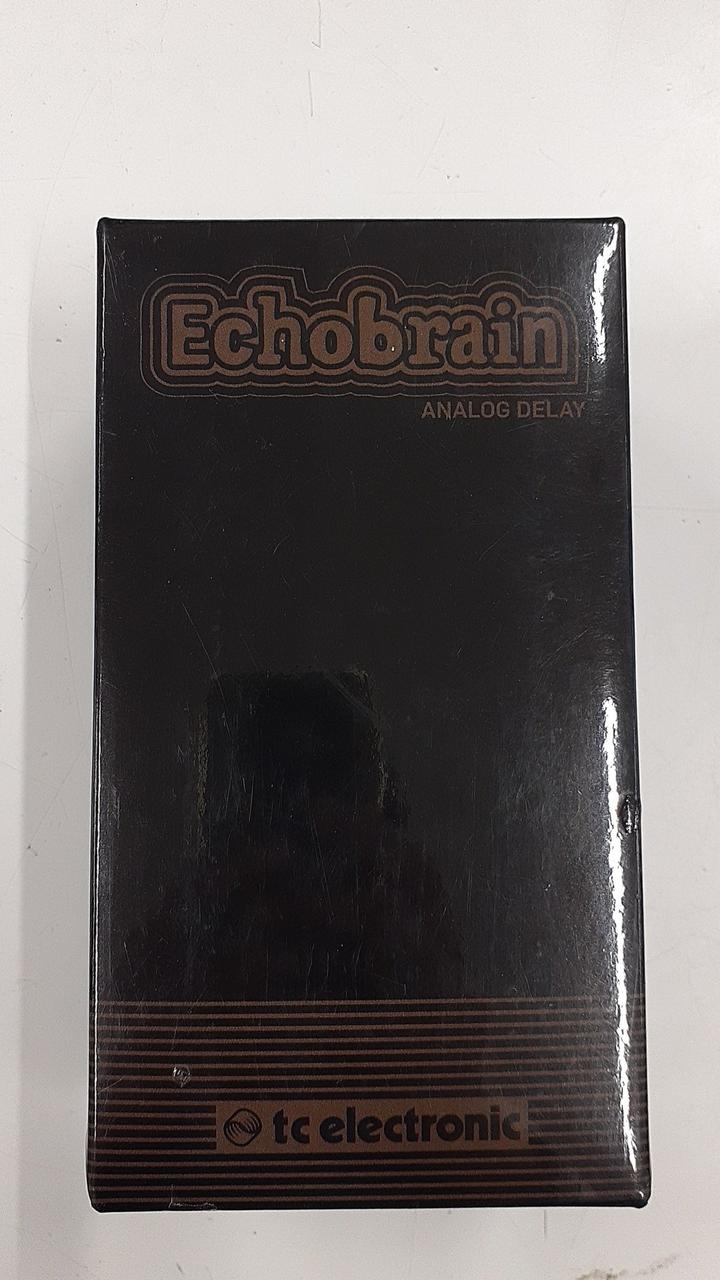 Echobrain
ANALOG DELAY
tc electronic